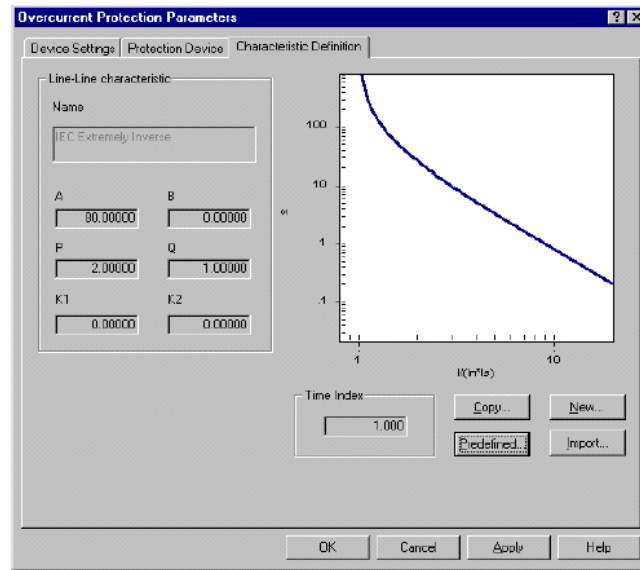 Overcurrent Protection Parameters
Device Settings Protection Device Characteristic Definition
Line-Line characteristic
Name
IEC Extremely Inverse
A B
80.00000 0.00000
P Q
2.00000 1.00000
K1 K2
0.00000 0.00000
100
10
1
.1
s
1 10
I/(In*Is)
Time Index
1.000
Copy... New...
Predefined... Import...
OK Cancel Apply Help